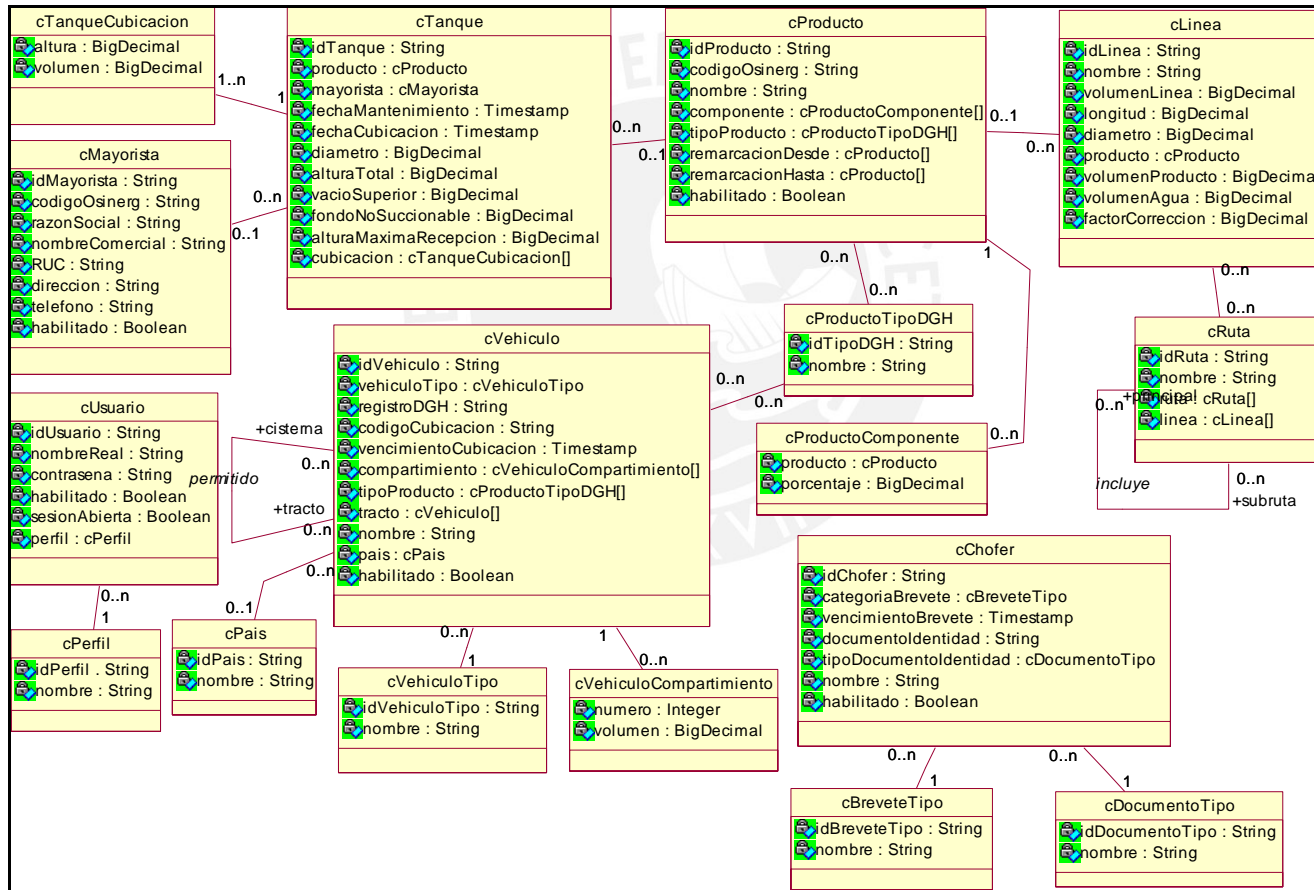 cTanqueCubicacion
altura : BigDecimal
volumen : BigDecimal
1..n
1
cTanque
idTanque : String
producto : cProducto
mayorista : cMayorista
fechaMantenimiento : Timestamp
fechaCubicacion : Timestamp
diametro : BigDecimal
alturaTotal : BigDecimal
vacioSuperior : BigDecimal
fondoNoSuccionable : BigDecimal
alturaMaximaRecepcion : BigDecimal
cubicacion : cTanqueCubicacion[]
0..n
0..1
cProducto
idProducto : String
codigoOsinerg : String
nombre : String
componente : cProductoComponente[]
tipoProducto : cProductoTipoDGH[]
remarcacionDesde : cProducto[]
remarcacionHasta : cProducto[]
habilitado : Boolean
0..1
0..n
cLinea
idLinea : String
nombre : String
volumenLinea : BigDecimal
longitud : BigDecimal
diametro : BigDecimal
producto : cProducto
volumenProducto : BigDecima
volumenAgua : BigDecimal
factorCorreccion : BigDecimal
cMayorista
idMayorista : String
codigoOsinerg : String
razonSocial : String
nombreComercial : String
RUC : String
direccion : String
telefono : String
habilitado : Boolean
0..n
0..1
0..n
0..n
1
0..n
0..n
cProductoTipoDGH
idTipoDGH : String
nombre : String
0..n
0..n
cRuta
idRuta : String
nombre : String
ruta : cRuta[]
linea : cLinea[]
0..n
+principal
incluye
0..n
+subruta
cVehiculo
idVehiculo : String
vehiculoTipo : cVehiculoTipo
registroDGH : String
codigoCubicacion : String
vencimientoCubicacion : Timestamp
compartimiento : cVehiculoCompartimiento[]
tipoProducto : cProductoTipoDGH[]
tracto : cVehiculo[]
nombre : String
pais : cPais
habilitado : Boolean
cProductoComponente
producto : cProducto
porcentaje : BigDecimal
0..n
cUsuario
idUsuario : String
nombreReal : String
contrasena : String
habilitado : Boolean
sesionAbierta : Boolean
perfil : cPerfil
+cisterna
0..n
permitido
+tracto
0..n
0..n
1
0..n
0..1
cPerfil
idPerfil : String
nombre : String
cPais
idPais : String
nombre : String
0..n
1
1
0..n
cVehiculoTipo
idVehiculoTipo : String
nombre : String
cVehiculoCompartimiento
numero : Integer
volumen : BigDecimal
cChofer
idChofer : String
categoriaBrevete : cBreveteTipo
vencimientoBrevete : Timestamp
documentoIdentidad : String
tipoDocumentoIdentidad : cDocumentoTipo
nombre : String
habilitado : Boolean
0..n
1
0..n
1
cBreveteTipo
idBreveteTipo : String
nombre : String
cDocumentoTipo
idDocumentoTipo : String
nombre : String